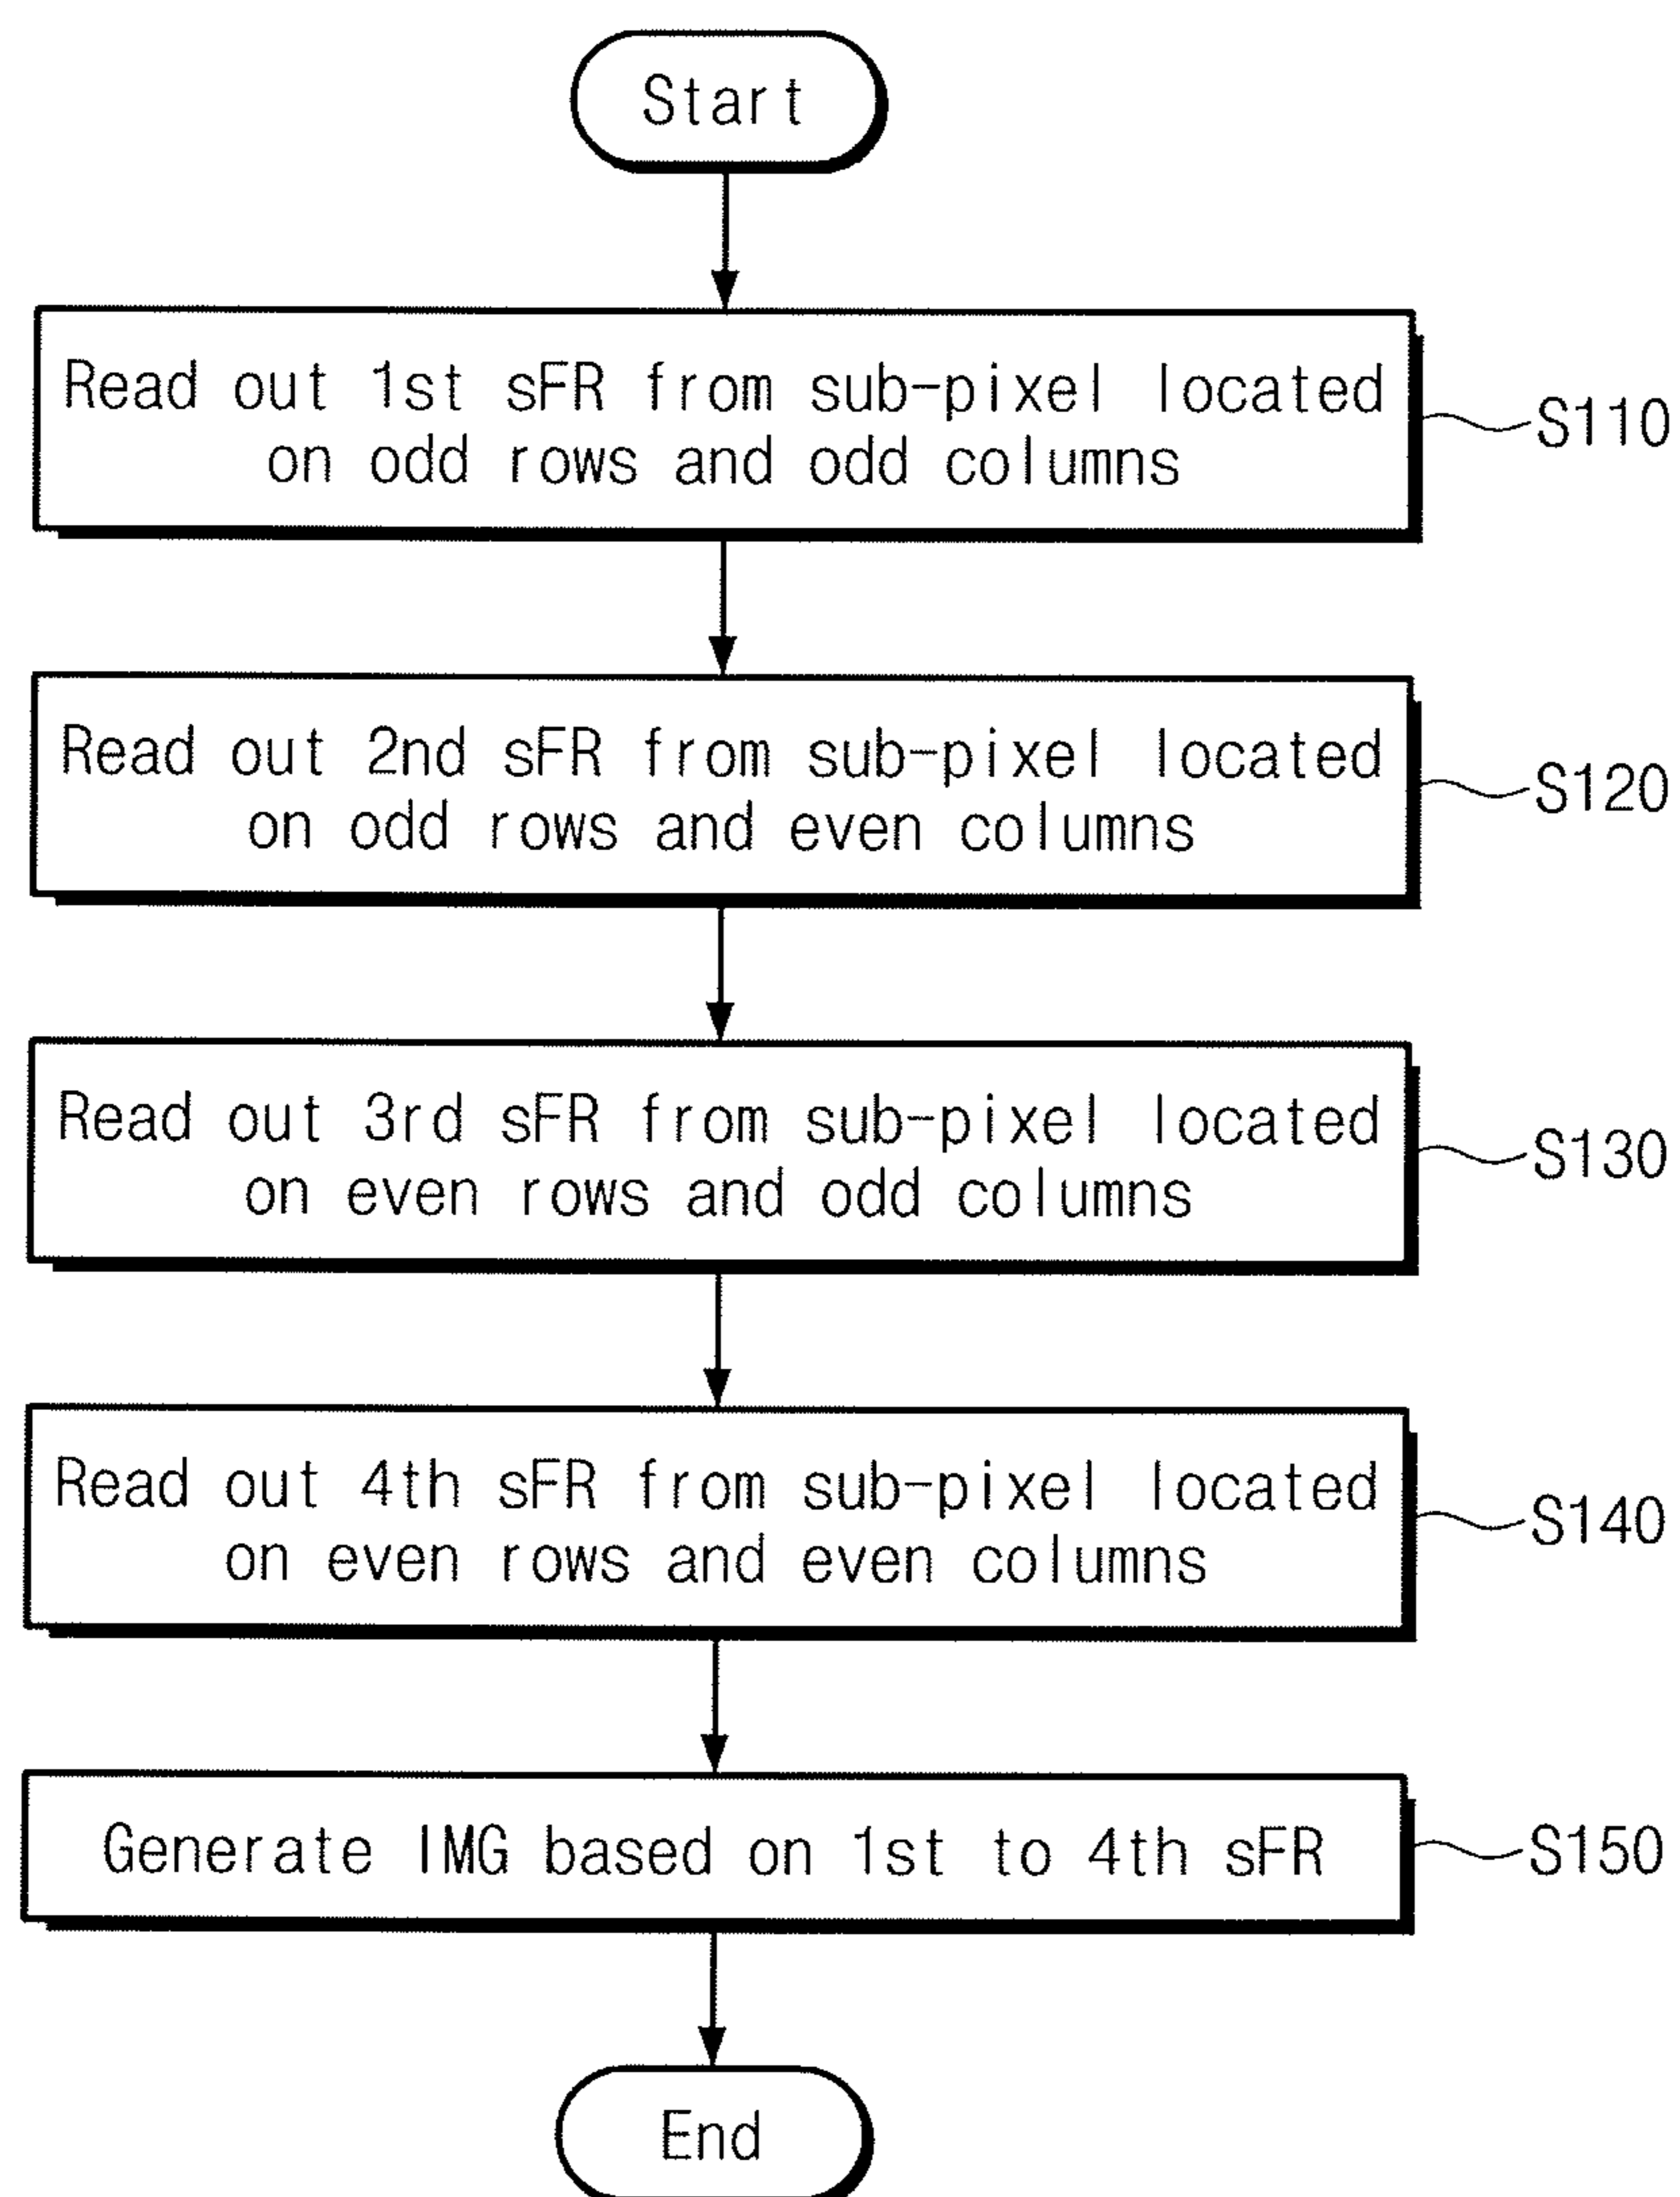 Start
Read out 1st sFR from sub-pixel located
on odd rows and odd columns
S110
Read out 2nd sFR from sub-pixel located
on odd rows and even columns
S120
Read out 3rd sFR from sub-pixel located
on even rows and odd columns
S130
Read out 4th sFR from sub-pixel located
on even rows and even columns
S140
Generate IMG based on 1st to 4th sFR
S150
End